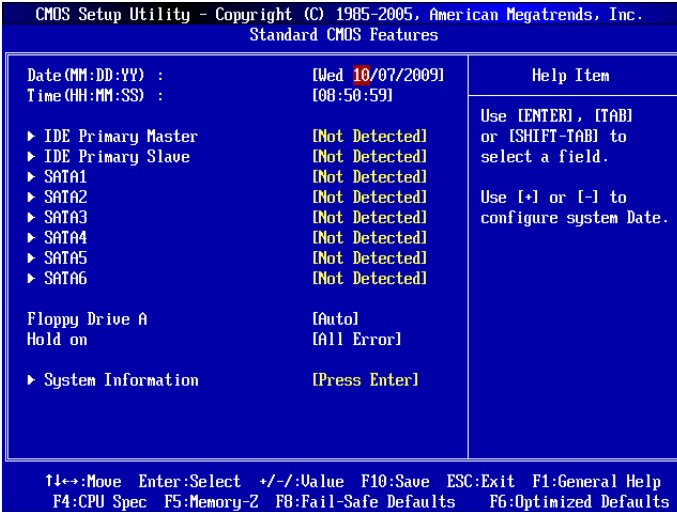 CMOS Setup Utility - Copyright (C) 1985-2005, American Megatrends, Inc.
Standard CMOS Features
Date(MM:DD:YY) : [Wed 10/07/2009]
Time(HH:MM:SS) : [08:50:59]
► IDE Primary Master [Not Detected]
► IDE Primary Slave [Not Detected]
► SATA1 [Not Detected]
► SATA2 [Not Detected]
► SATA3 [Not Detected]
► SATA4 [Not Detected]
► SATA5 [Not Detected]
► SATA6 [Not Detected]
Floppy Drive A [Auto]
Hold on [All Error]
► System Information [Press Enter]
Help Item
Use [ENTER], [TAB]
or [SHIFT-TAB] to
select a field.
Use [+] or [-] to
configure system Date.
↑↓←→:Move Enter:Select +/-/:Value F10:Save ESC:Exit F1:General Help
F4:CPU Spec F5:Memory-Z F8:Fail-Safe Defaults F6:Optimized Defaults